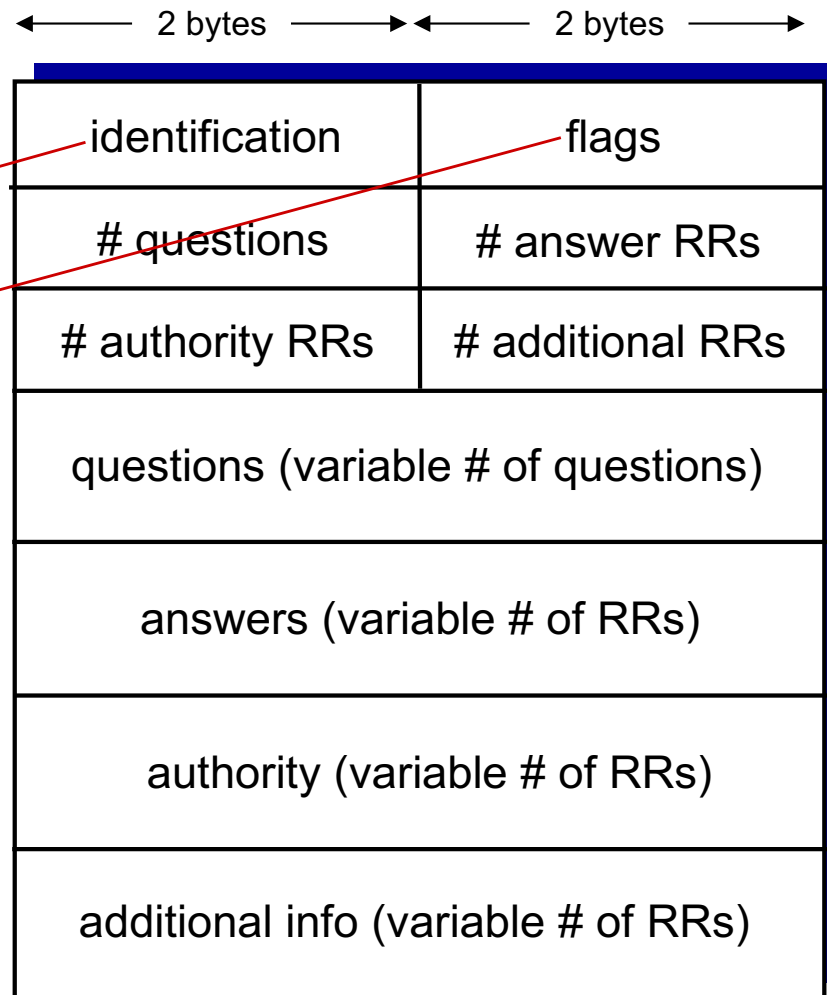 2 bytes 2 bytes
identification flags
# questions # answer RRs
# authority RRs # additional RRs
questions (variable # of questions)
answers (variable # of RRs)
authority (variable # of RRs)
additional info (variable # of RRs)